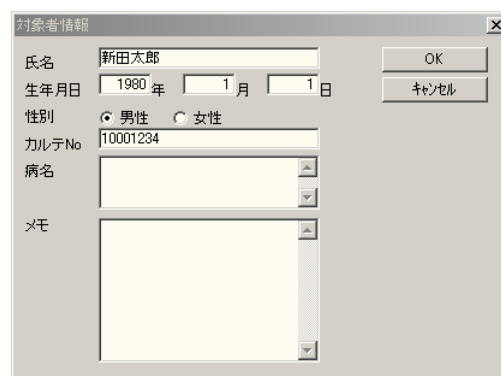 対象者情報
氏名 新田太郎 OK
生年月日 1980 年 1 月 1 日 キャンセル
性別 男性 女性
カルテNo 10001234
病名
メモ